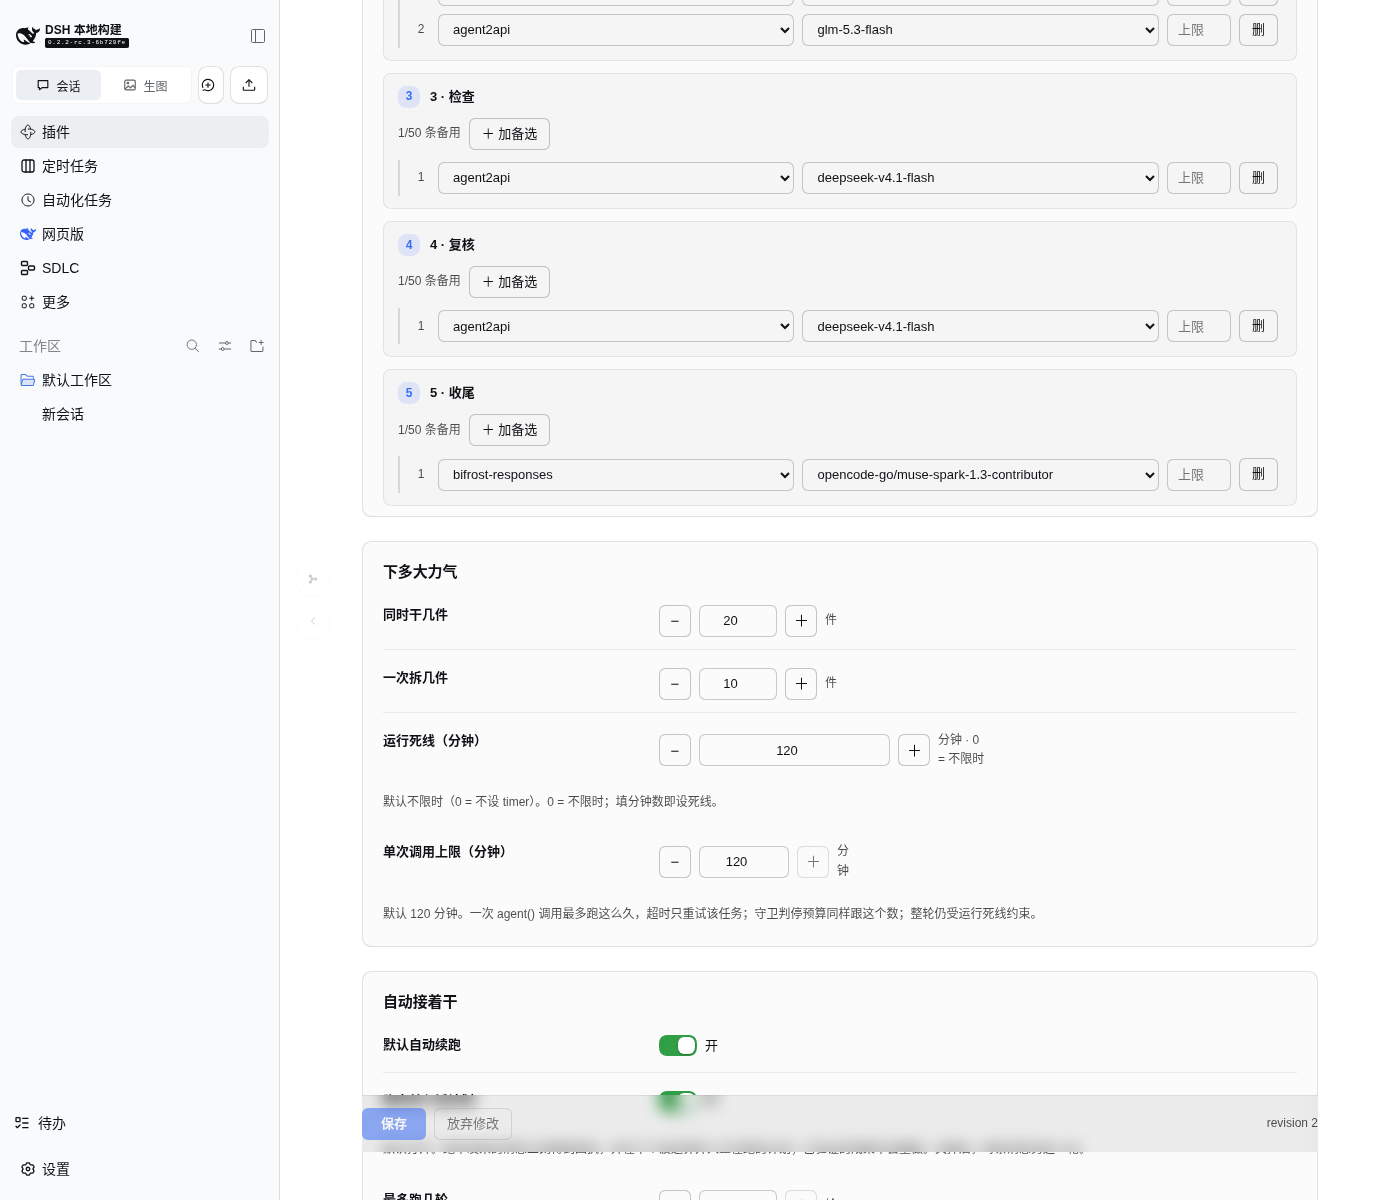 DSH 本地构建
0.2.2-rc.3-6b729fe
会话
生图
插件
定时任务
自动化任务
网页版
SDLC
更多
工作区
默认工作区
新会话
待办
设置
2 agent2api glm-5.3-flash 上限 删
3 3 · 检查
1/50 条备用 + 加备选
1 agent2api deepseek-v4.1-flash 上限 删
4 4 · 复核
1/50 条备用 + 加备选
1 agent2api deepseek-v4.1-flash 上限 删
5 5 · 收尾
1/50 条备用 + 加备选
1 bifrost-responses opencode-go/muse-spark-1.3-contributor 上限 删
下多大力气
同时干几件 − 20 + 件
一次拆几件 − 10 + 件
运行死线（分钟） − 120 + 分钟 · 0
= 不限时
默认不限时（0 = 不设 timer）。0 = 不限时；填分钟数即设死线。
单次调用上限（分钟） − 120 + 分
钟
默认 120 分钟。一次 agent() 调用最多跑这么久，超时只重试该任务；守卫判停预算同样跟这个数；整轮仍受运行死线约束。
自动接着干
默认自动续跑 开
保存 放弃修改 revision 2
最多跑几轮